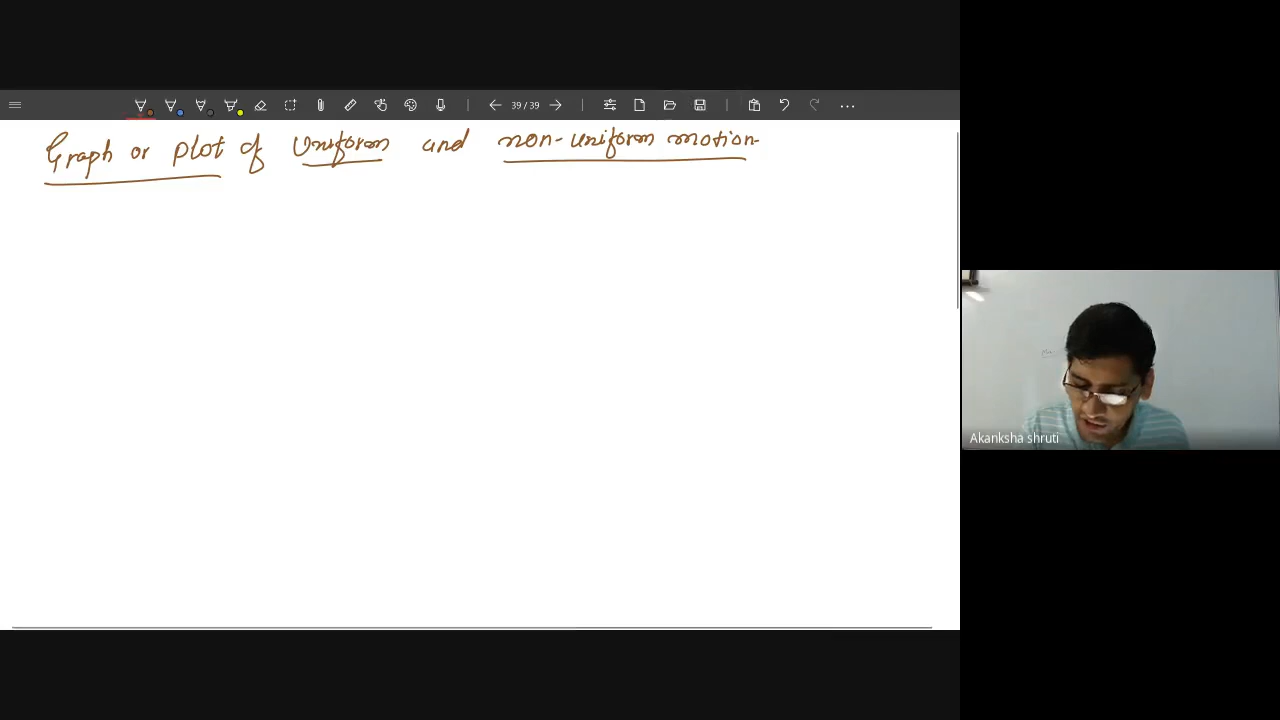 39 / 39
Graph or plot of Uniform and non-uniform motion
Akanksha shruti